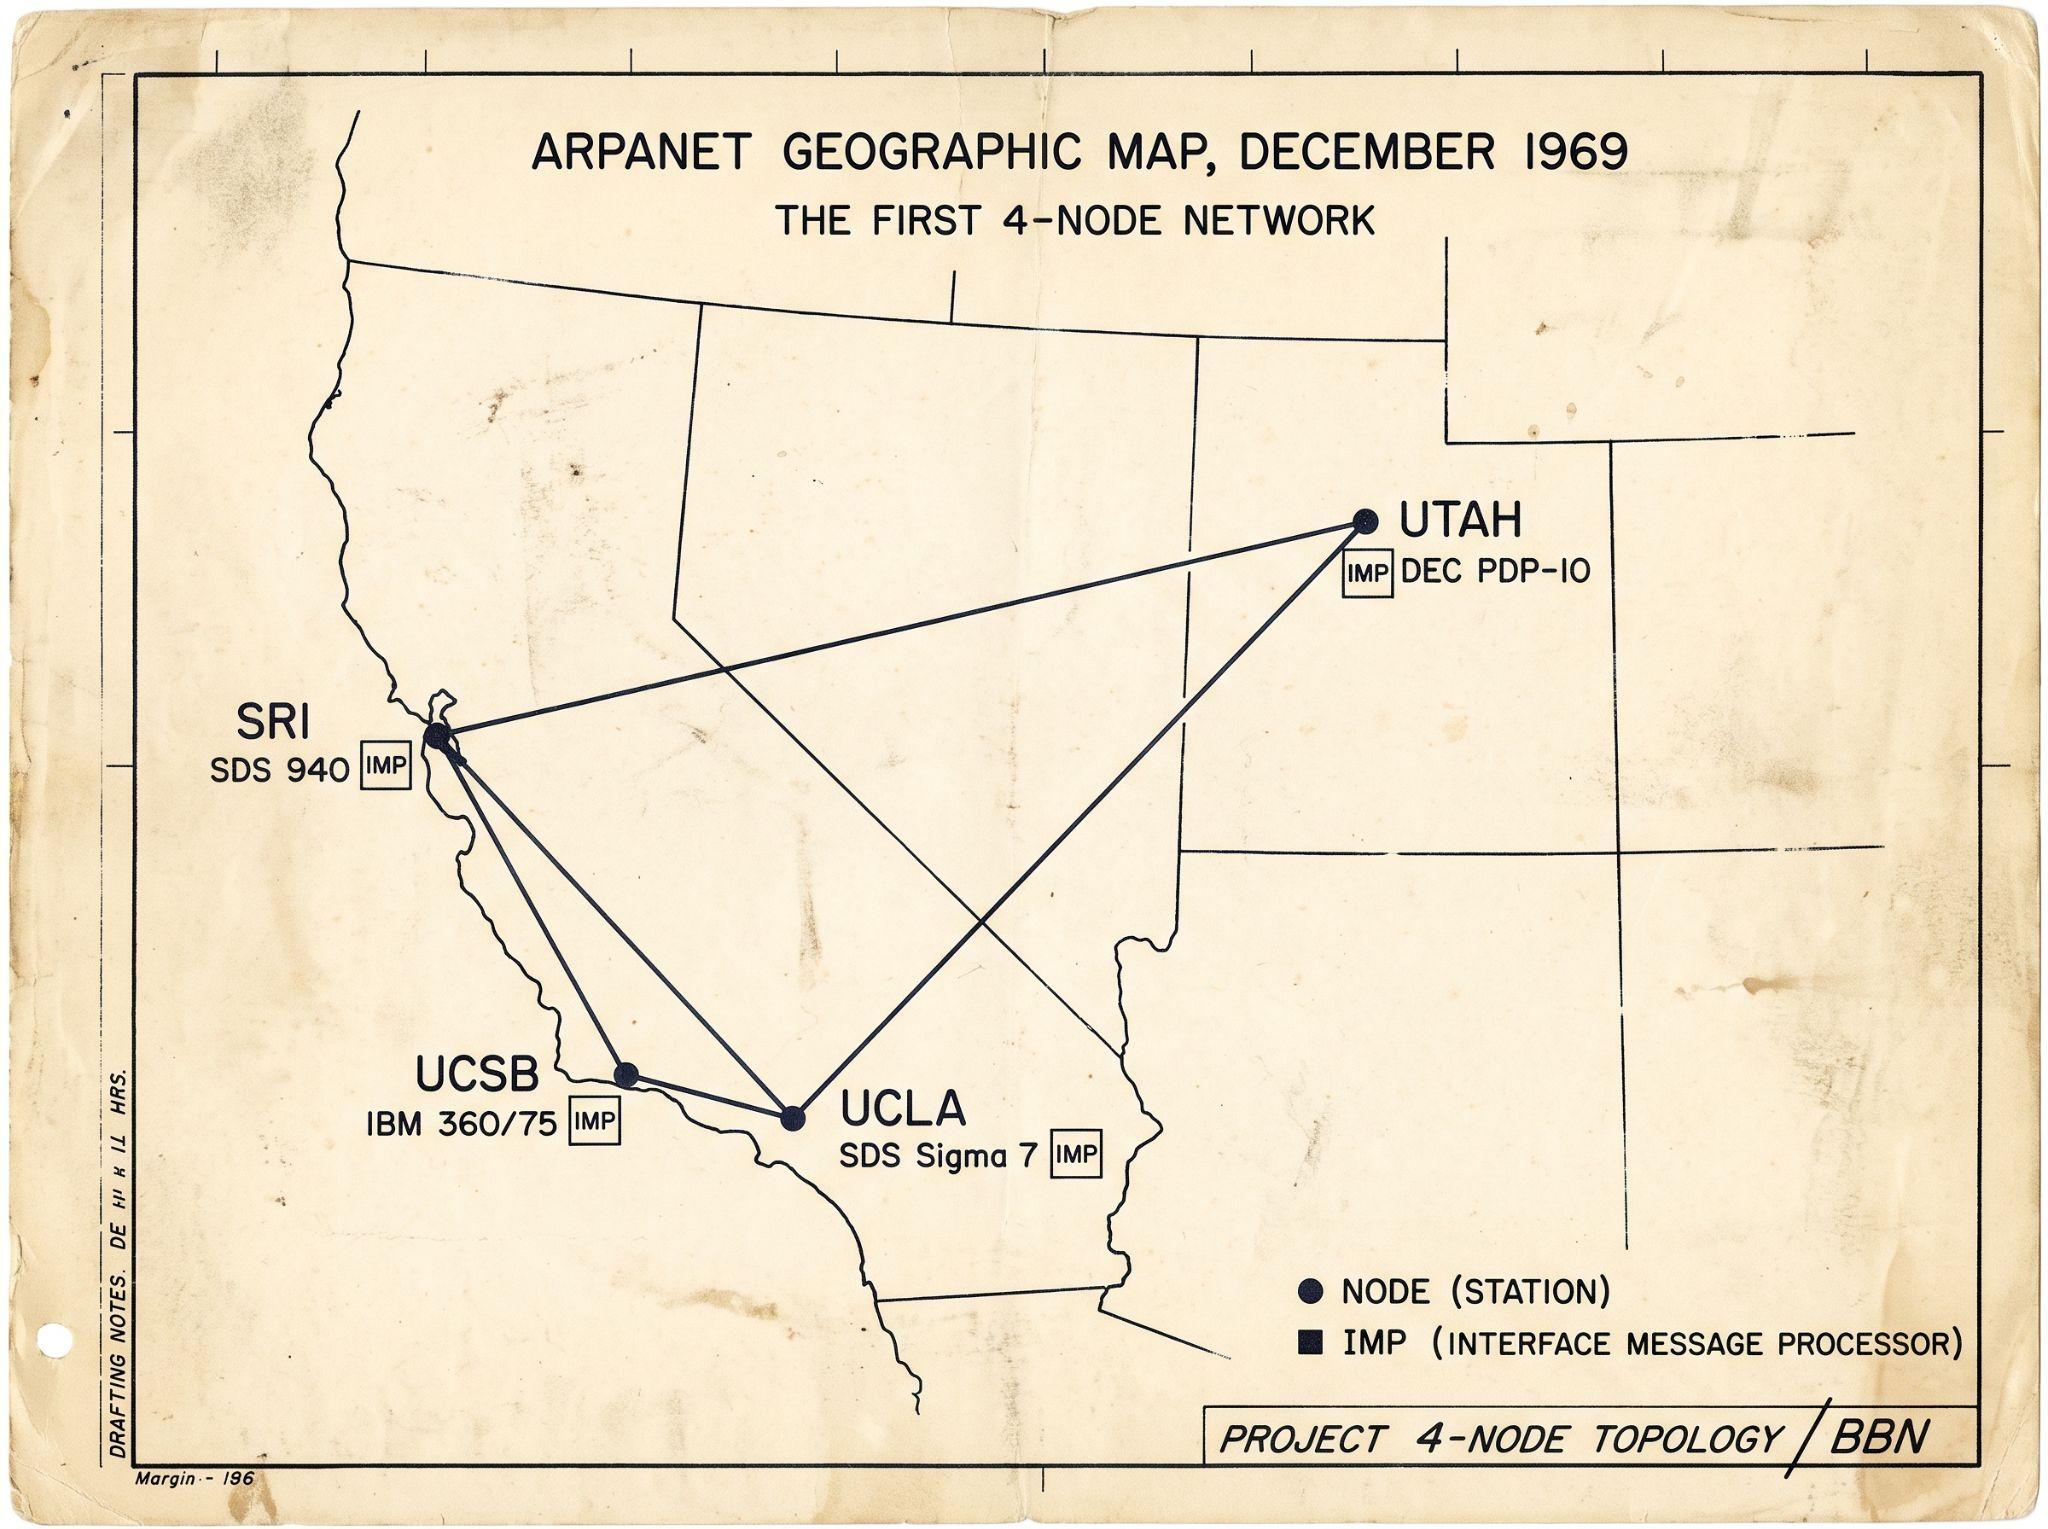 ARPANET GEOGRAPHIC MAP, DECEMBER 1969
THE FIRST 4-NODE NETWORK
UTAH
IMP DEC PDP-10
SRI
SDS 940 IMP
UCSB
IBM 360/75 IMP
UCLA
SDS Sigma 7 IMP
NODE (STATION)
IMP (INTERFACE MESSAGE PROCESSOR)
PROJECT 4-NODE TOPOLOGY / BBN
DRAFTING NOTES. DE HRS.
Margin - 196